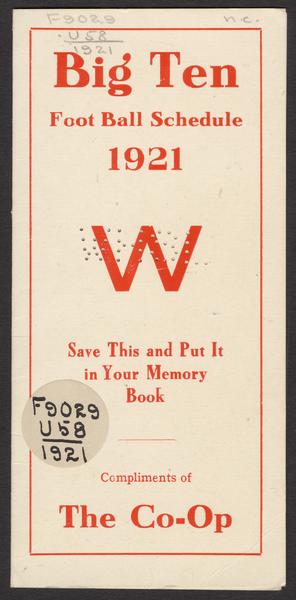 F9029 n.c.
U58
1921
Big Ten
Foot Ball Schedule
1921
W
Save This and Put It
in Your Memory
Book
F9029
U58
1921
Compliments of
The Co-Op